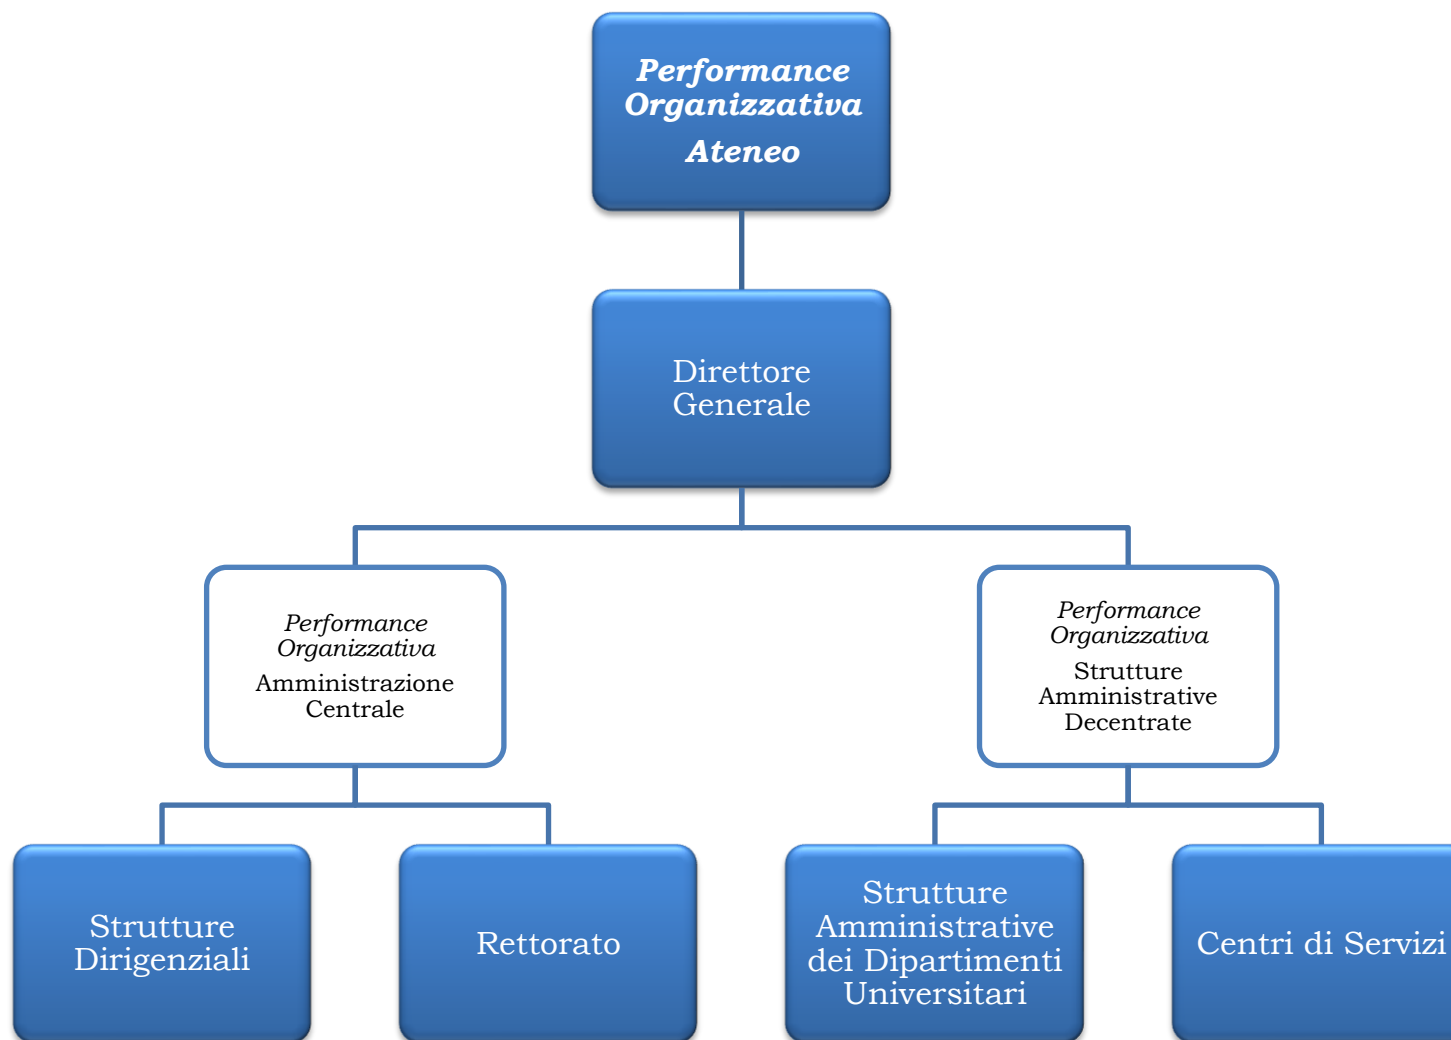 Performance
Organizzativa
Ateneo
Direttore
Generale
Performance
Organizzativa
Amministrazione
Centrale
Performance
Organizzativa
Strutture
Amministrative
Decentrate
Strutture
Dirigenziali
Rettorato
Strutture
Amministrative
dei Dipartimenti
Universitari
Centri di Servizi